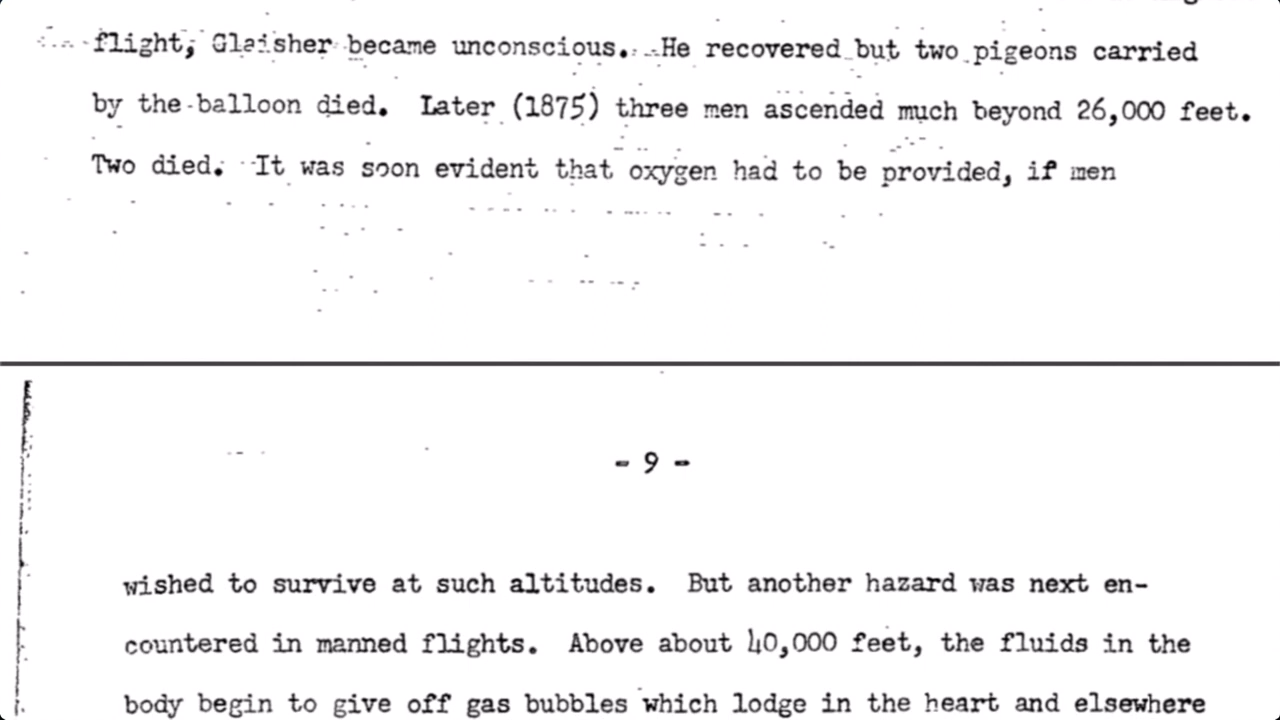 flight, Glaisher became unconscious. He recovered but two pigeons carried
by the balloon died. Later (1875) three men ascended much beyond 26,000 feet.
Two died. It was soon evident that oxygen had to be provided, if men
- 9 -
wished to survive at such altitudes. But another hazard was next en-
countered in manned flights. Above about 40,000 feet, the fluids in the
body begin to give off gas bubbles which lodge in the heart and elsewhere